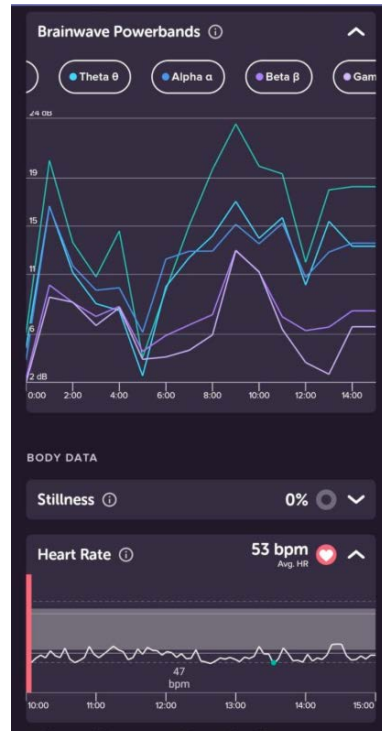 Brainwave Powerbands
Theta θ Alpha α Beta β Gam
24 dB
19
15
11
6
2 dB
0:00 2:00 4:00 6:00 8:00 10:00 12:00 14:00
BODY DATA
Stillness 0%
Heart Rate 53 bpm
Avg. HR
47
bpm
10:00 11:00 12:00 13:00 14:00 15:00